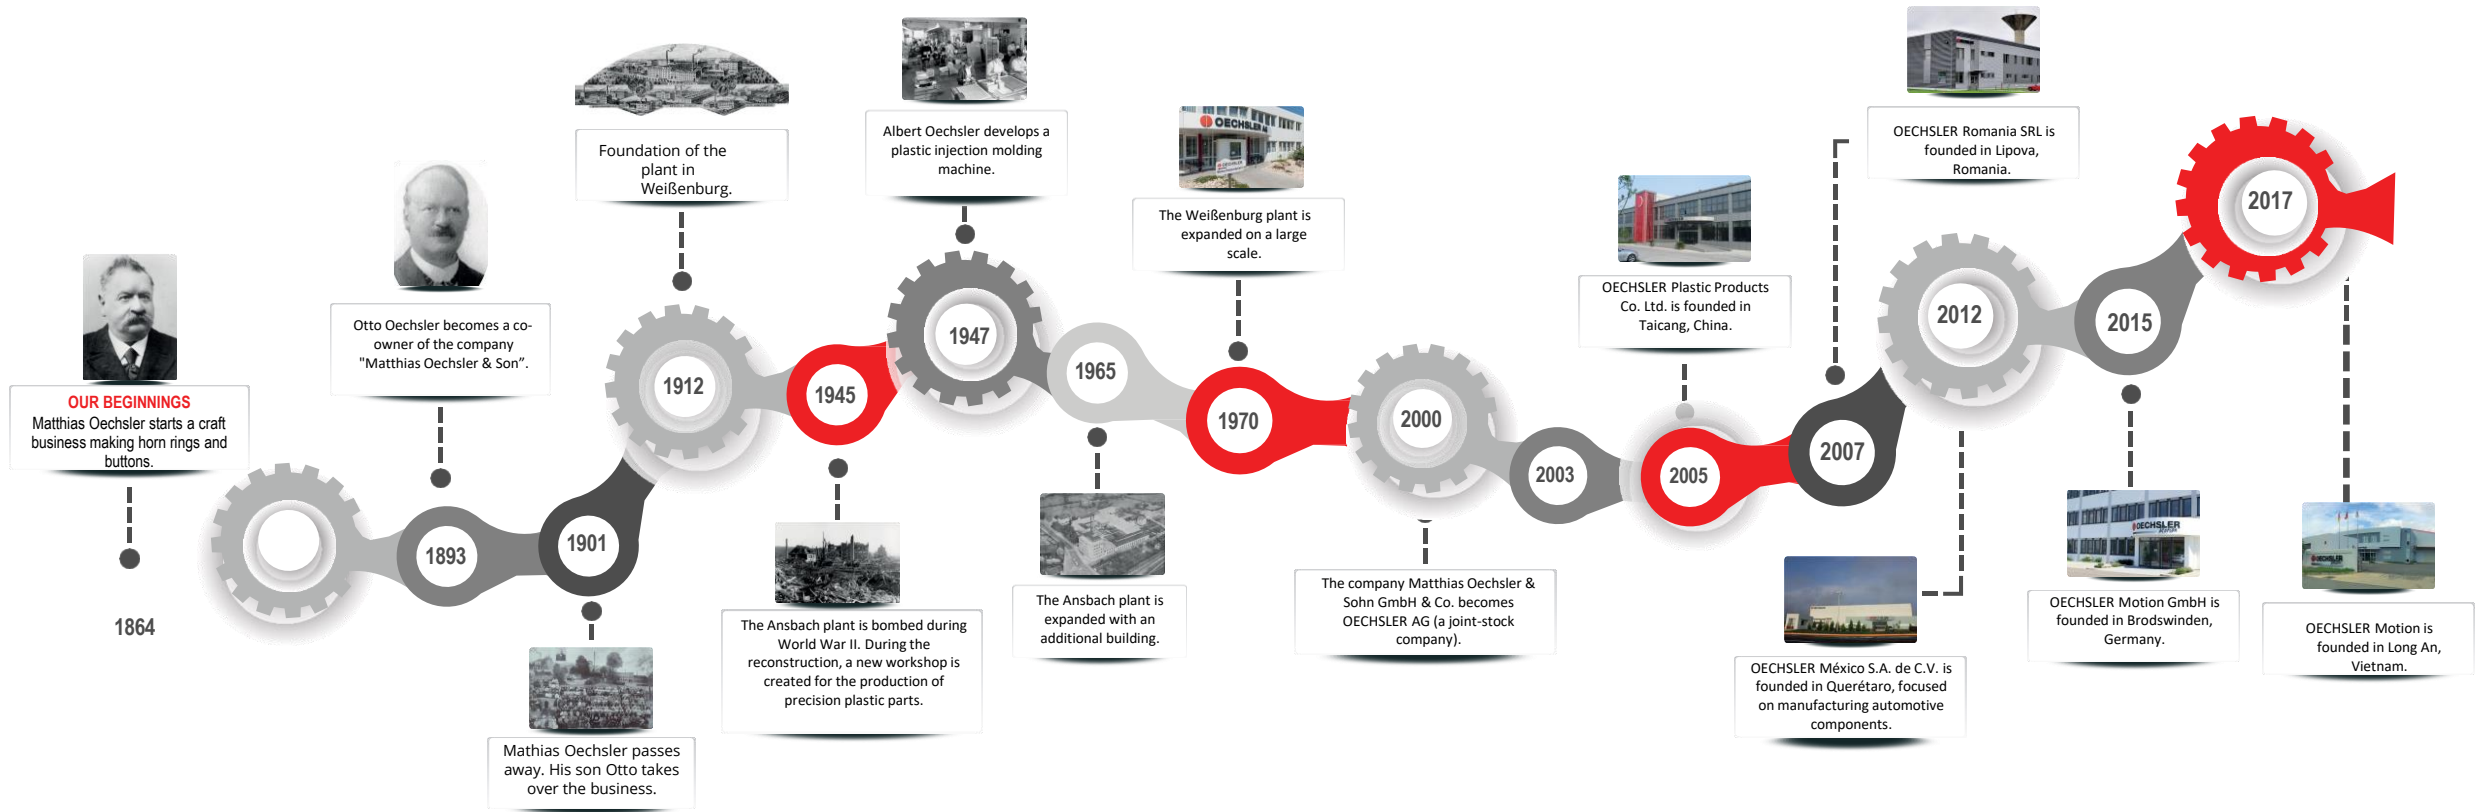 OUR BEGINNINGS
Matthias Oechsler starts a craft
business making horn rings and
buttons.
1864
Otto Oechsler becomes a co-
owner of the company
"Matthias Oechsler & Son”.
1893
1901
Mathias Oechsler passes
away. His son Otto takes
over the business.
Foundation of the
plant in
Weißenburg.
1912
1945
The Ansbach plant is bombed during
World War II. During the
reconstruction, a new workshop is
created for the production of
precision plastic parts.
Albert Oechsler develops a
plastic injection molding
machine.
1947
1965
The Ansbach plant is
expanded with an
additional building.
OECHSLER AG
The Weißenburg plant is
expanded on a large
scale.
1970
2000
The company Matthias Oechsler &
Sohn GmbH & Co. becomes
OECHSLER AG (a joint-stock
company).
2003
OECHSLER Plastic Products
Co. Ltd. is founded in
Taicang, China.
2005
OECHSLER Romania SRL is
founded in Lipova,
Romania.
2007
2012
OECHSLER México S.A. de C.V. is
founded in Querétaro, focused
on manufacturing automotive
components.
2015
OECHSLER
OECHSLER Motion GmbH is
founded in Brodswinden,
Germany.
2017
OECHSLER
OECHSLER Motion is
founded in Long An,
Vietnam.